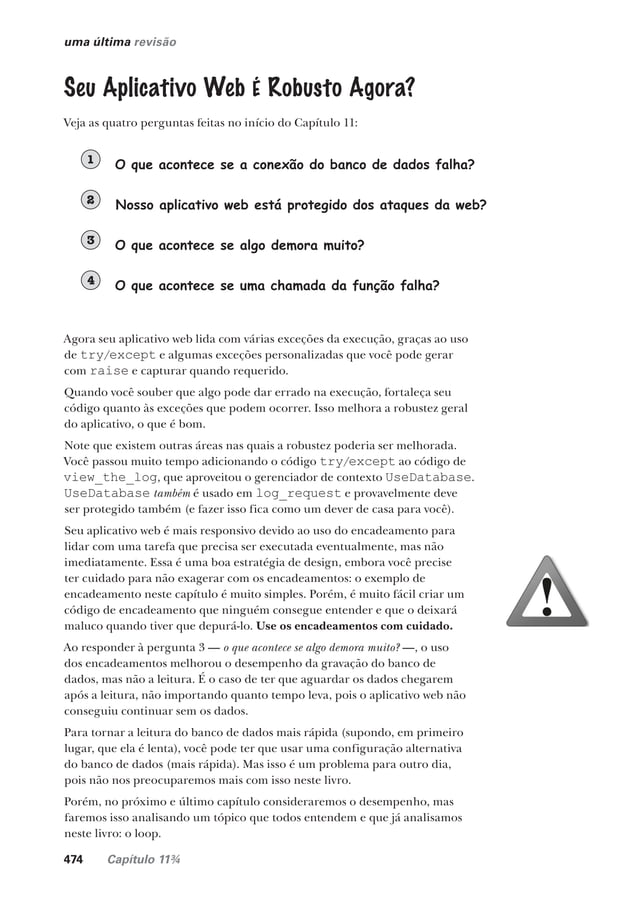 uma última revisão
Seu Aplicativo Web É Robusto Agora?
Veja as quatro perguntas feitas no início do Capítulo 11:
1 O que acontece se a conexão do banco de dados falha?
2 Nosso aplicativo web está protegido dos ataques da web?
3 O que acontece se algo demora muito?
4 O que acontece se uma chamada da função falha?
Agora seu aplicativo web lida com várias exceções da execução, graças ao uso
de try/except e algumas exceções personalizadas que você pode gerar
com raise e capturar quando requerido.
Quando você souber que algo pode dar errado na execução, fortaleça seu
código quanto às exceções que podem ocorrer. Isso melhora a robustez geral
do aplicativo, o que é bom.
Note que existem outras áreas nas quais a robustez poderia ser melhorada.
Você passou muito tempo adicionando o código try/except ao código de
view_the_log, que aproveitou o gerenciador de contexto UseDatabase.
UseDatabase também é usado em log_request e provavelmente deve
ser protegido também (e fazer isso fica como um dever de casa para você).
Seu aplicativo web é mais responsivo devido ao uso do encadeamento para
lidar com uma tarefa que precisa ser executada eventualmente, mas não
imediatamente. Essa é uma boa estratégia de design, embora você precise
ter cuidado para não exagerar com os encadeamentos: o exemplo de
encadeamento neste capítulo é muito simples. Porém, é muito fácil criar um
código de encadeamento que ninguém consegue entender e que o deixará
maluco quando tiver que depurá-lo. Use os encadeamentos com cuidado.
Ao responder à pergunta 3 — o que acontece se algo demora muito? —, o uso
dos encadeamentos melhorou o desempenho da gravação do banco de
dados, mas não a leitura. É o caso de ter que aguardar os dados chegarem
após a leitura, não importando quanto tempo leva, pois o aplicativo web não
conseguiu continuar sem os dados.
Para tornar a leitura do banco de dados mais rápida (supondo, em primeiro
lugar, que ela é lenta), você pode ter que usar uma configuração alternativa
do banco de dados (mais rápida). Mas isso é um problema para outro dia,
pois não nos preocuparemos mais com isso neste livro.
Porém, no próximo e último capítulo consideraremos o desempenho, mas
faremos isso analisando um tópico que todos entendem e que já analisamos
neste livro: o loop.
474 Capítulo 11¾